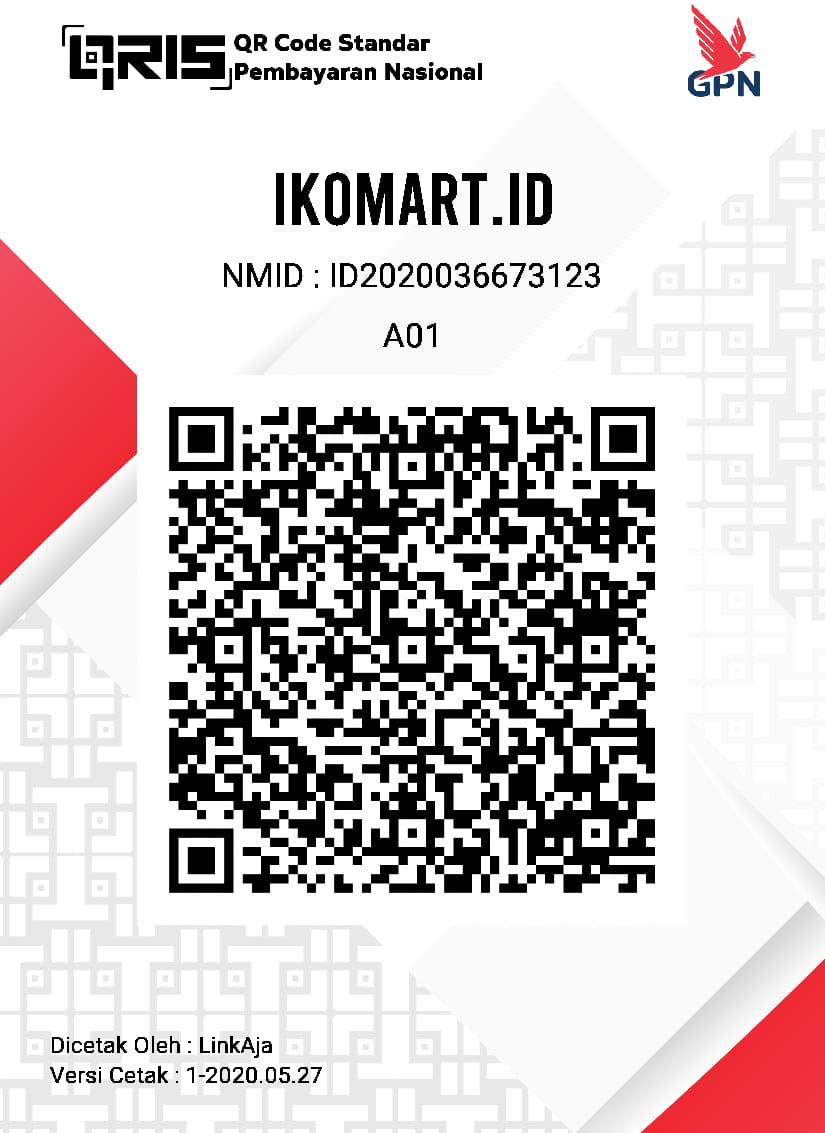 QRIS QR Code Standar
Pembayaran Nasional
GPN
IKOMART.ID
NMID : ID2020036673123
A01
Dicetak Oleh : LinkAja
Versi Cetak : 1-2020.05.27